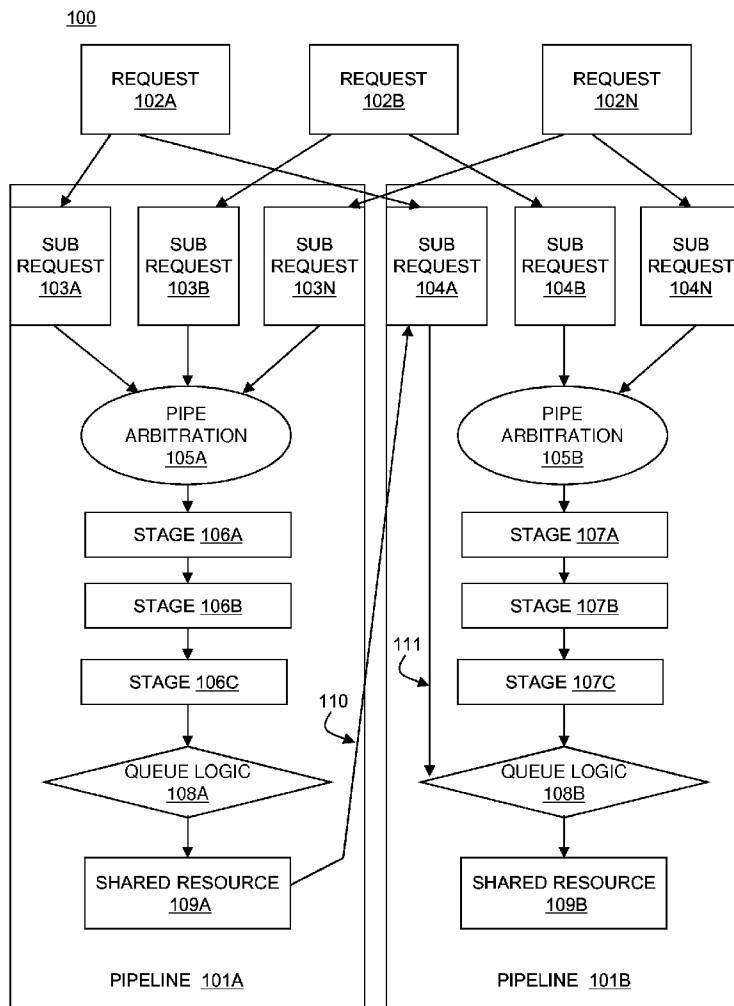 100
REQUEST
102A
REQUEST
102B
REQUEST
102N
SUB
REQUEST
103A
SUB
REQUEST
103B
SUB
REQUEST
103N
SUB
REQUEST
104A
SUB
REQUEST
104B
SUB
REQUEST
104N
PIPE
ARBITRATION
105A
PIPE
ARBITRATION
105B
STAGE 106A
STAGE 107A
STAGE 106B
STAGE 107B
STAGE 106C
110
111
STAGE 107C
QUEUE LOGIC
108A
QUEUE LOGIC
108B
SHARED RESOURCE
109A
SHARED RESOURCE
109B
PIPELINE 101A
PIPELINE 101B